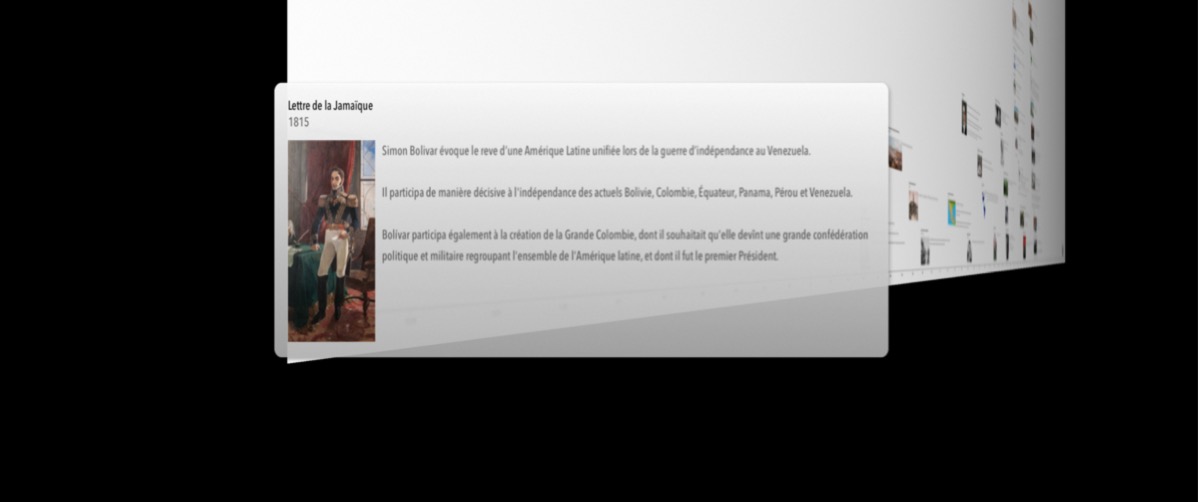 Lettre de la Jamaïque
1815
Simon Bolivar évoque le reve d'une Amérique Latine unifiée lors de la guerre d'indépendance au Venezuela.
Il participa de manière décisive à l'indépendance des actuels Bolivie, Colombie, Équateur, Panama, Pérou et Venezuela.
Bolívar participa également à la création de la Grande Colombie, dont il souhaitait qu'elle devînt une grande confédération
politique et militaire regroupant l'ensemble de l'Amérique latine, et dont il fut le premier Président.